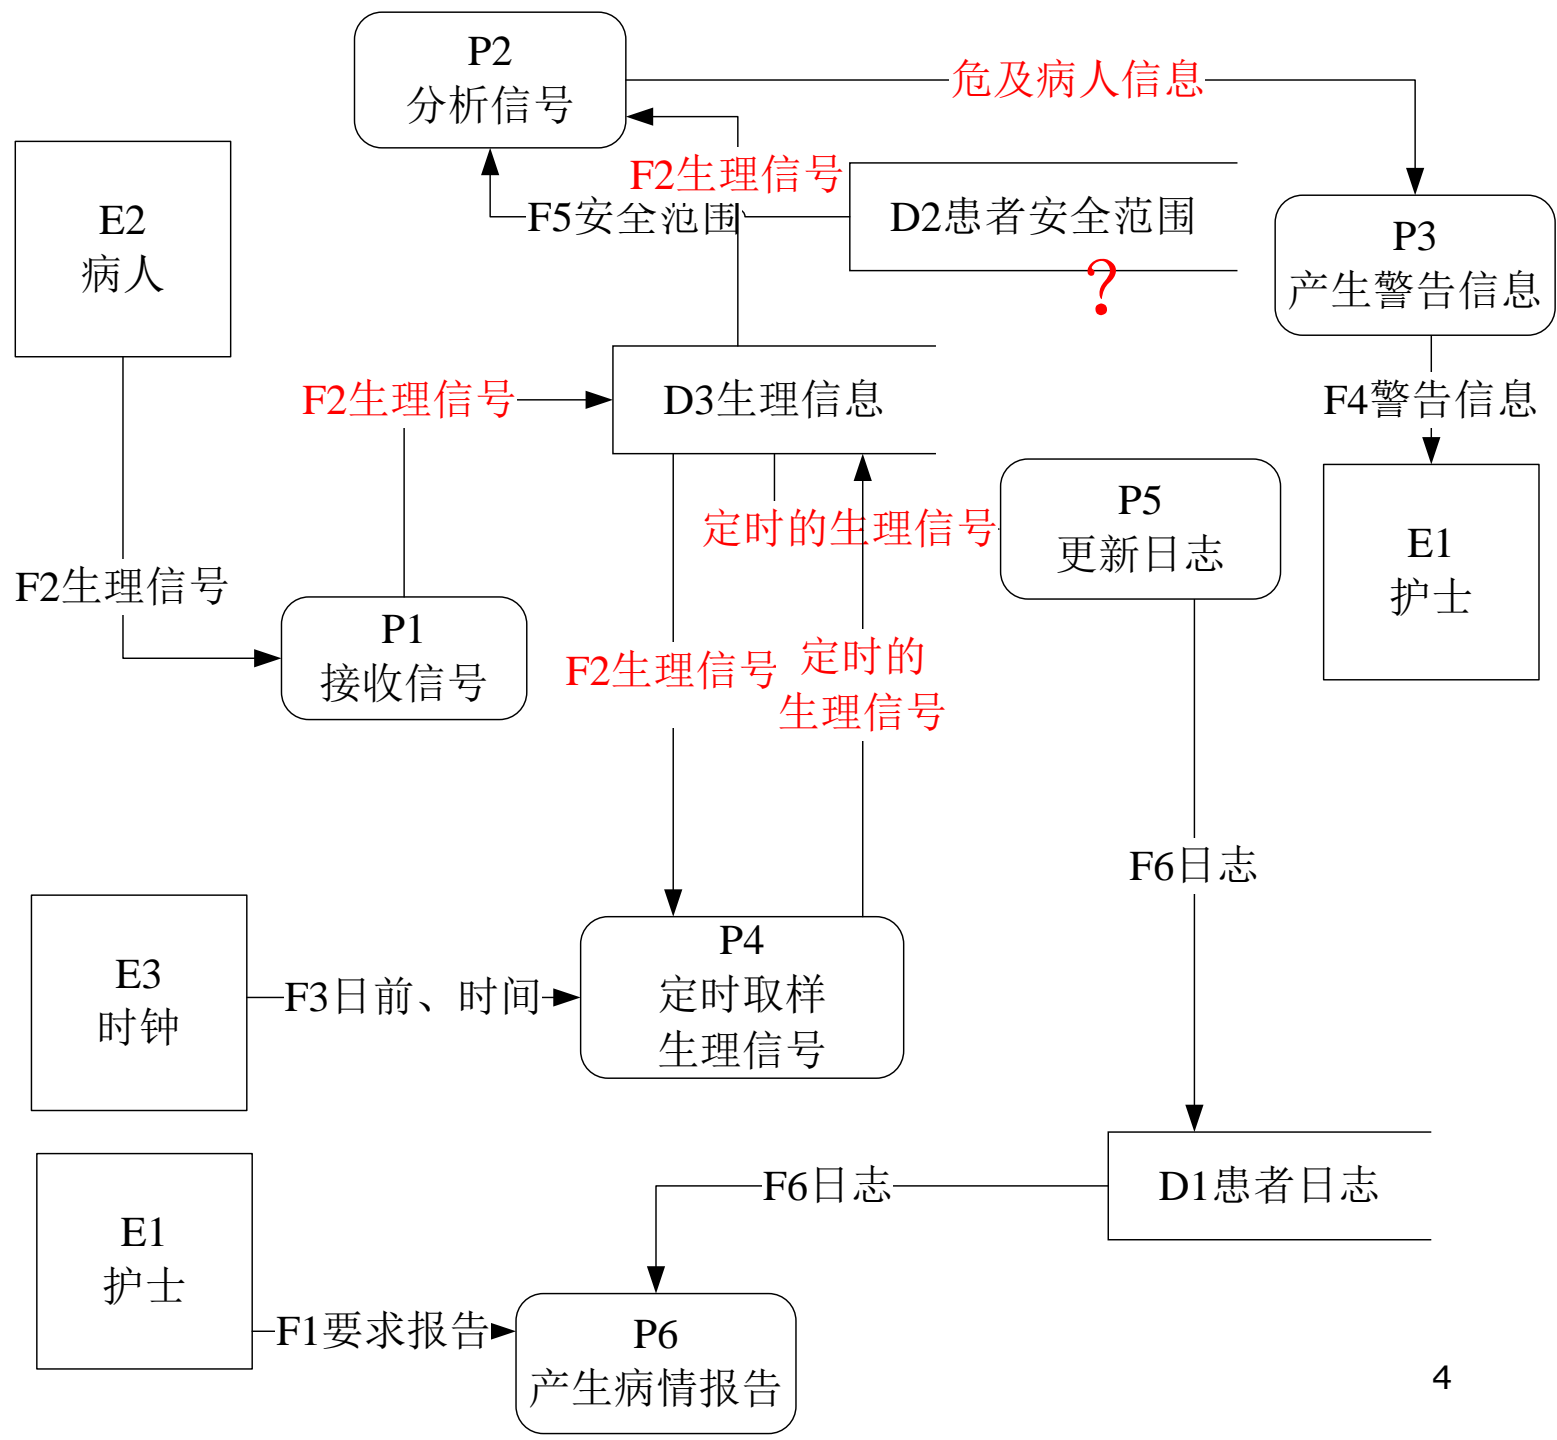 P2
分析信号
危及病人信息
F2生理信号
E2
病人
F5安全范围
D2患者安全范围
?
P3
产生警告信息
F2生理信号
D3生理信息
F4警告信息
定时的生理信号
P5
更新日志
E1
护士
F2生理信号
P1
接收信号
F2生理信号
定时的
生理信号
F6日志
E3
时钟
F3日前、时间
P4
定时取样
生理信号
F6日志
D1患者日志
E1
护士
F1要求报告
P6
产生病情报告
4